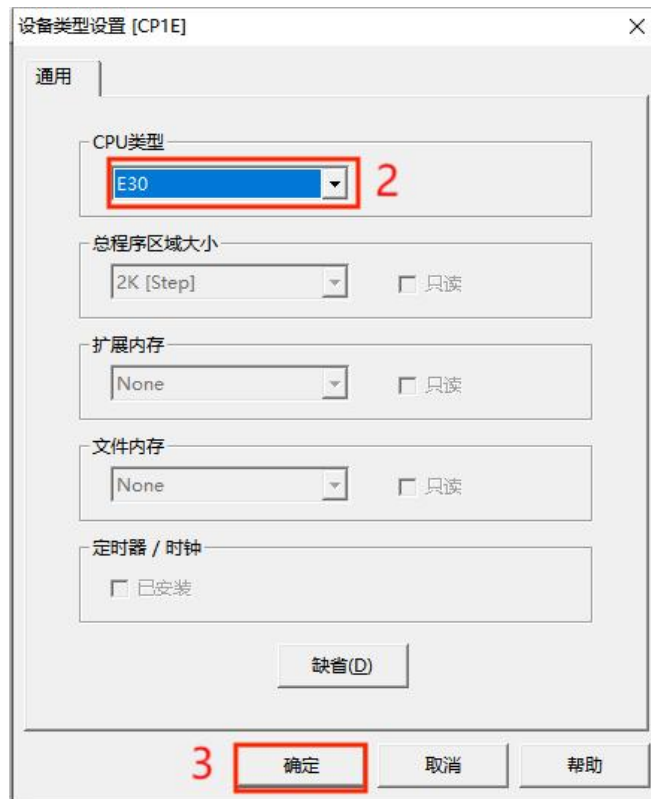 设备类型设置 [CP1E]
通用
CPU类型
E30
2
总程序区域大小
2K [Step]
只读
扩展内存
None
只读
文件内存
None
只读
定时器 / 时钟
已安装
缺省(D)
3
确定
取消
帮助